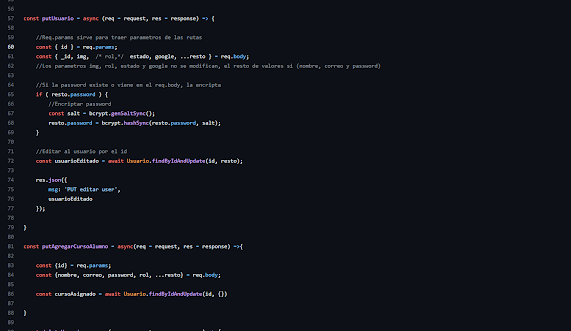 56
57 const putUsuario = async (req = request, res = response) => {
58
59 //Req.params sirve para traer parametros de las rutas
60 const { id } = req.params;
61 const { _id, img, /* rol,*/ estado, google, ...resto } = req.body;
62 //Los parametros img, rol, estado y google no se modifican, el resto de valores si (nombre, correo y password)
63
64 //Si la password existe o viene en el req.body, la encripta
65 if ( resto.password ) {
66 //Encriptar password
67 const salt = bcrypt.genSaltSync();
68 resto.password = bcrypt.hashSync(resto.password, salt);
69 }
70
71 //Editar al usuario por el id
72 const usuarioEditado = await Usuario.findByIdAndUpdate(id, resto);
73
74 res.json({
75 msg: 'PUT editar user',
76 usuarioEditado
77 });
78
79 }
80
81 const putAgregarCursoAlumno = async(req = request, res = response) =>{
82
83 const {id} = req.params;
84 const {nombre, correo, password, rol, ...resto} = req.body;
85
86 const cursoAsignado = await Usuario.findByIdAndUpdate(id, {})
87
88 }
89